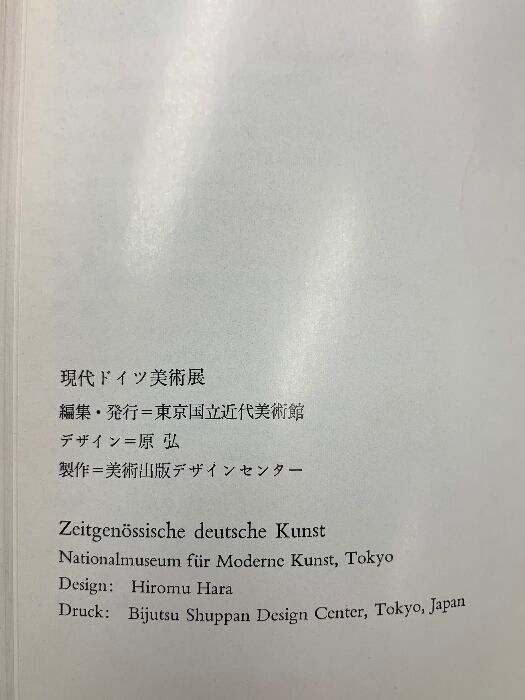 現代ドイツ美術展
編集・発行＝東京国立近代美術館
デザイン＝原 弘
製作＝美術出版デザインセンター
Zeitgenössische deutsche Kunst
Nationalmuseum für Moderne Kunst, Tokyo
Design: Hiromu Hara
Druck: Bijutsu Shuppan Design Center, Tokyo, Japan